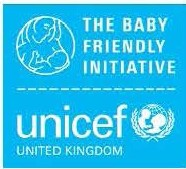 THE BABY
FRIENDLY
INITIATIVE
unicef
UNITED KINGDOM